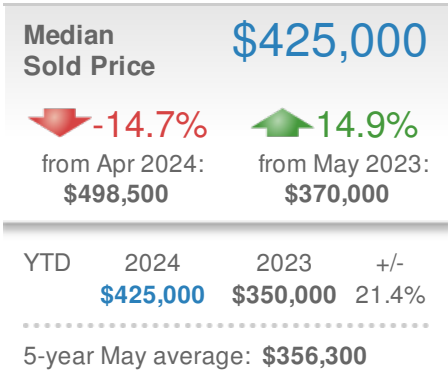 Median $425,000
Sold Price
-14.7% 14.9%
from Apr 2024: from May 2023:
$498,500 $370,000
YTD 2024 2023 +/-
$425,000 $350,000 21.4%
5-year May average: $356,300